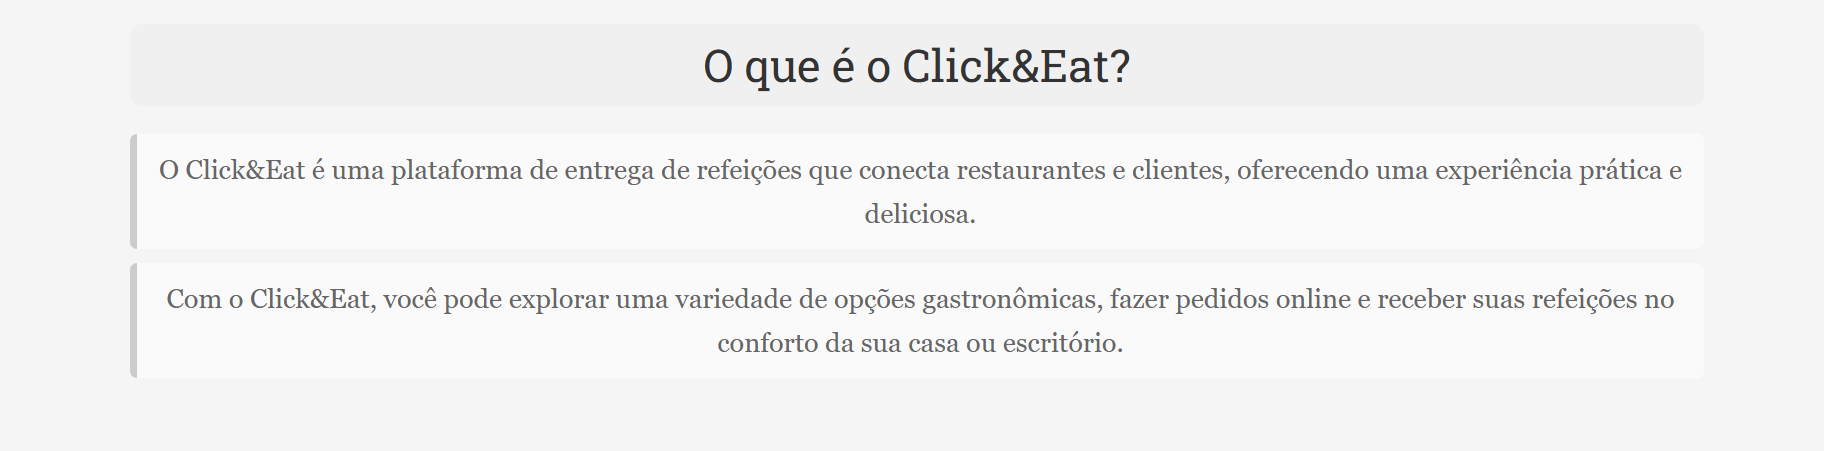 O que é o Click&Eat?
O Click&Eat é uma plataforma de entrega de refeições que conecta restaurantes e clientes, oferecendo uma experiência prática e
deliciosa.
Com o Click&Eat, você pode explorar uma variedade de opções gastronômicas, fazer pedidos online e receber suas refeições no
conforto da sua casa ou escritório.